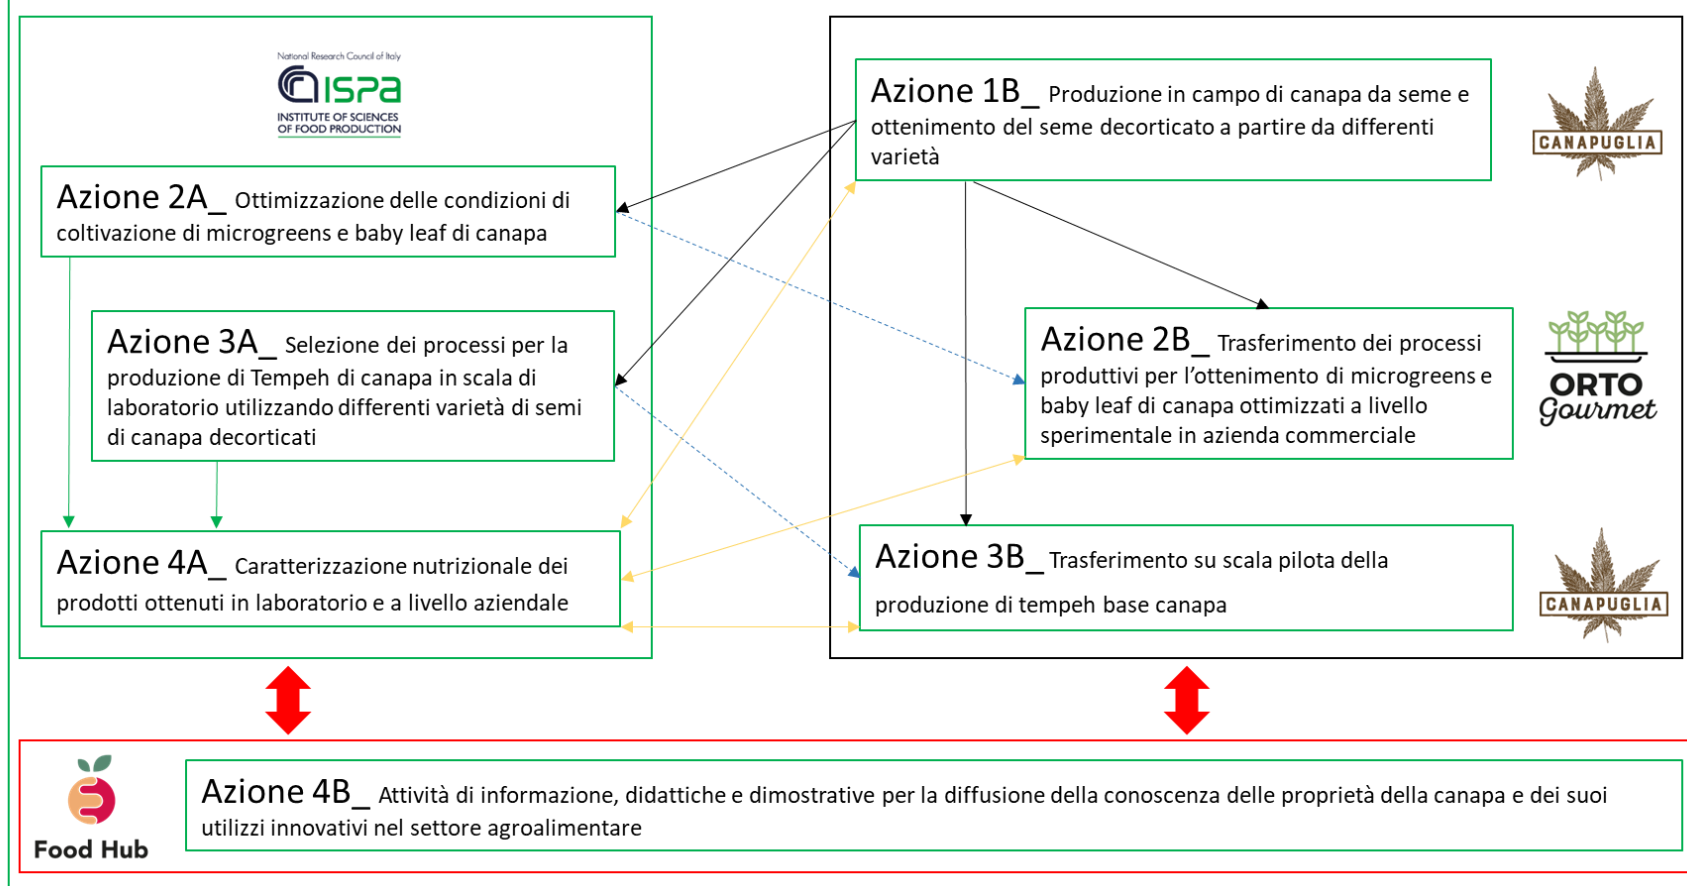 National Research Council of Italy
ISPA
INSTITUTE OF SCIENCES
OF FOOD PRODUCTION
Azione 2A_ Ottimizzazione delle condizioni di
coltivazione di microgreens e baby leaf di canapa
Azione 3A_ Selezione dei processi per la
produzione di Tempeh di canapa in scala di
laboratorio utilizzando differenti varietà di semi
di canapa decorticati
Azione 4A_ Caratterizzazione nutrizionale dei
prodotti ottenuti in laboratorio e a livello aziendale
Azione 1B_ Produzione in campo di canapa da seme e
ottenimento del seme decorticato a partire da differenti
varietà
CANAPUGLIA
Azione 2B_ Trasferimento dei processi
produttivi per l’ottenimento di microgreens e
baby leaf di canapa ottimizzati a livello
sperimentale in azienda commerciale
ORTO
Gourmet
Azione 3B_ Trasferimento su scala pilota della
produzione di tempeh base canapa
CANAPUGLIA
Food Hub
Azione 4B_ Attività di informazione, didattiche e dimostrative per la diffusione della conoscenza delle proprietà della canapa e dei suoi
utilizzi innovativi nel settore agroalimentare